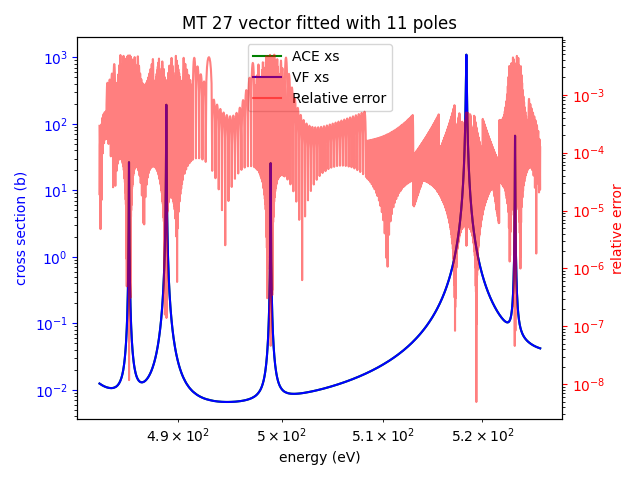 MT 27 vector fitted with 11 poles
ACE xs
VF xs
Relative error
cross section (b)
10³
10²
10¹
10⁰
10⁻¹
10⁻²
10⁻³
10⁻⁴
10⁻⁵
10⁻⁶
10⁻⁷
10⁻⁸
relative error
4.9 × 10² 5 × 10² 5.1 × 10² 5.2 × 10²
energy (eV)